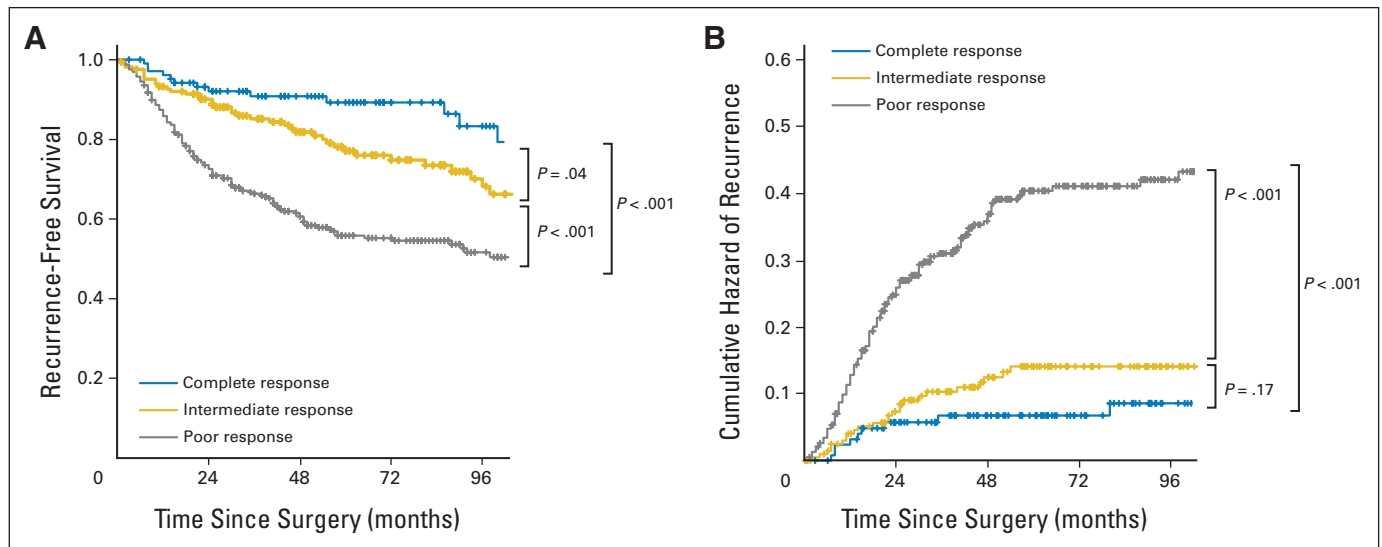 A
1.0
0.8
0.6
0.4
0.2
0
24
48
72
96
Recurrence-Free Survival
Time Since Surgery (months)
Complete response
Intermediate response
Poor response
P = .04
P < .001
P < .001
B
Complete response
Intermediate response
Poor response
0.6
0.5
0.4
0.3
0.2
0.1
0
24
48
72
96
Cumulative Hazard of Recurrence
Time Since Surgery (months)
P < .001
P = .17
P < .001